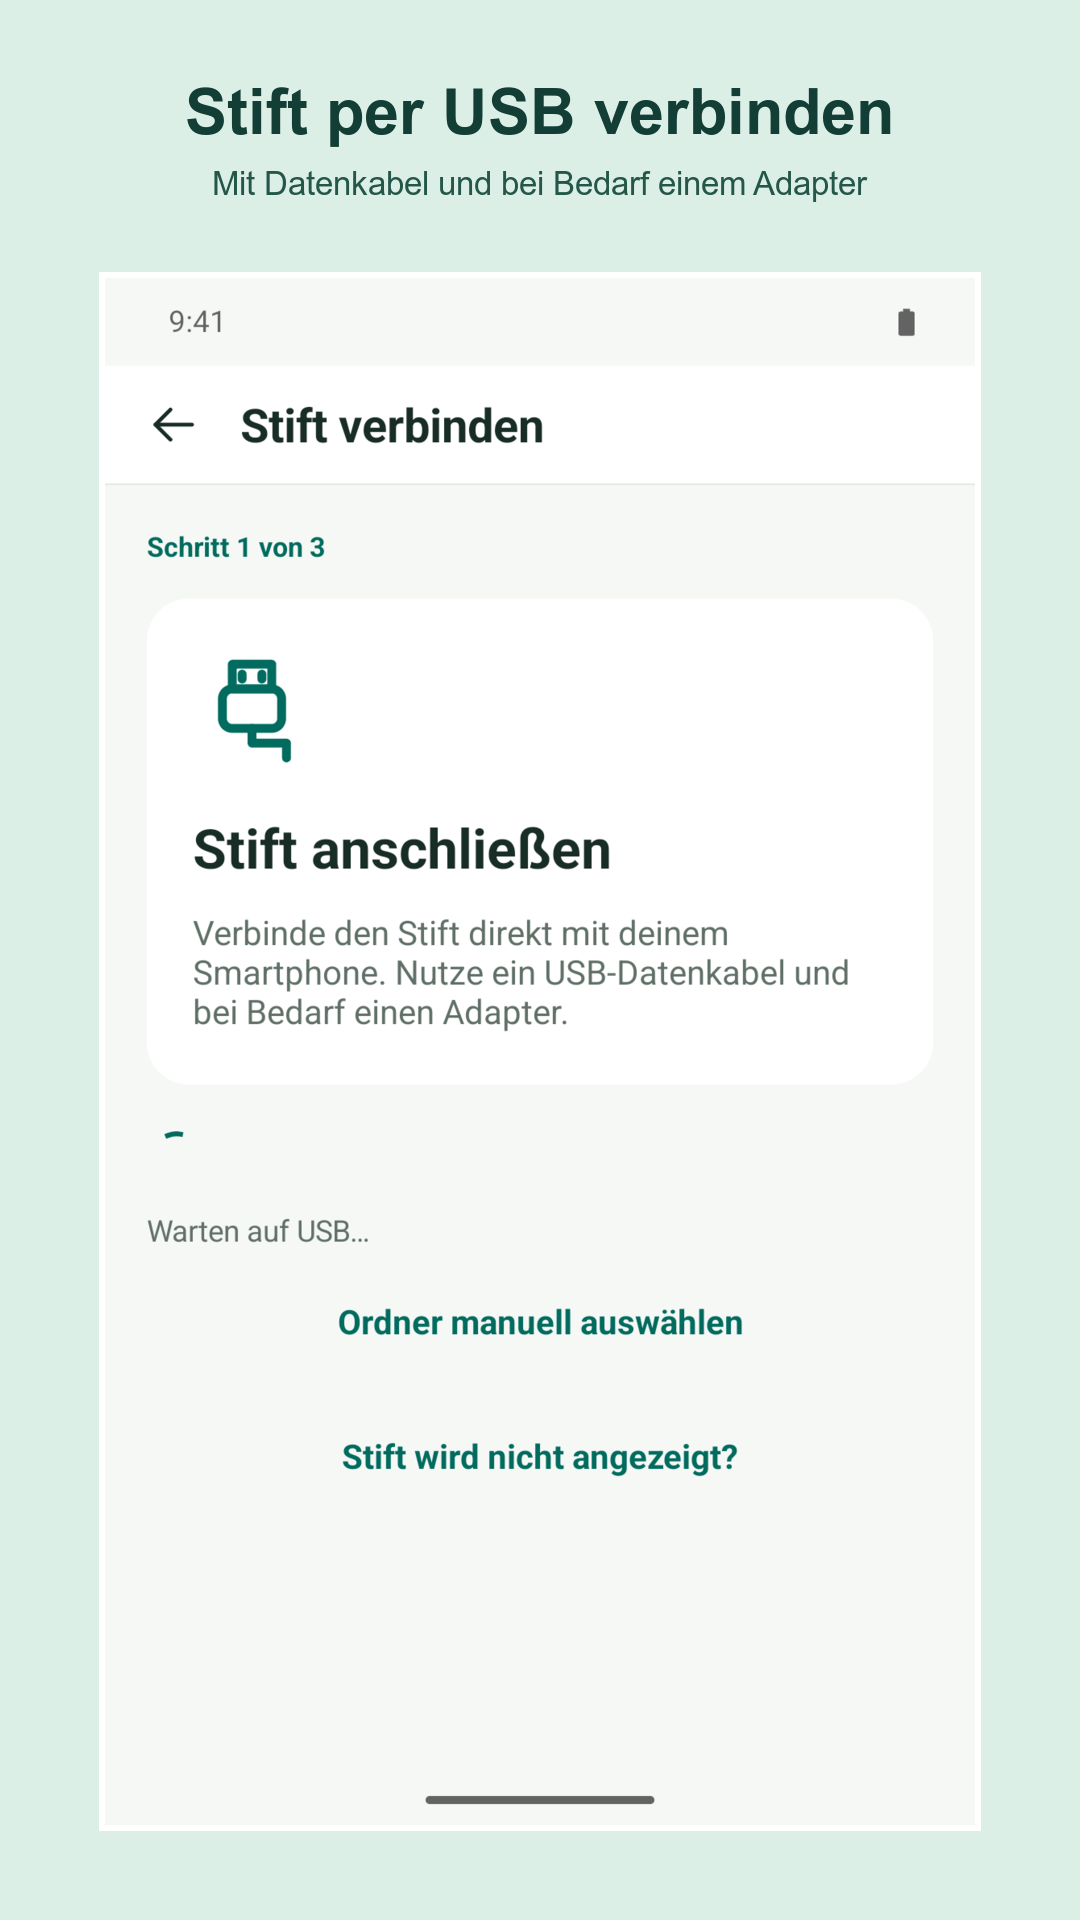 Stift per USB verbinden
Mit Datenkabel und bei Bedarf einem Adapter
9:41
Stift verbinden
Schritt 1 von 3
Stift anschließen
Verbinde den Stift direkt mit deinem
Smartphone. Nutze ein USB-Datenkabel und
bei Bedarf einen Adapter.
Warten auf USB...
Ordner manuell auswählen
Stift wird nicht angezeigt?